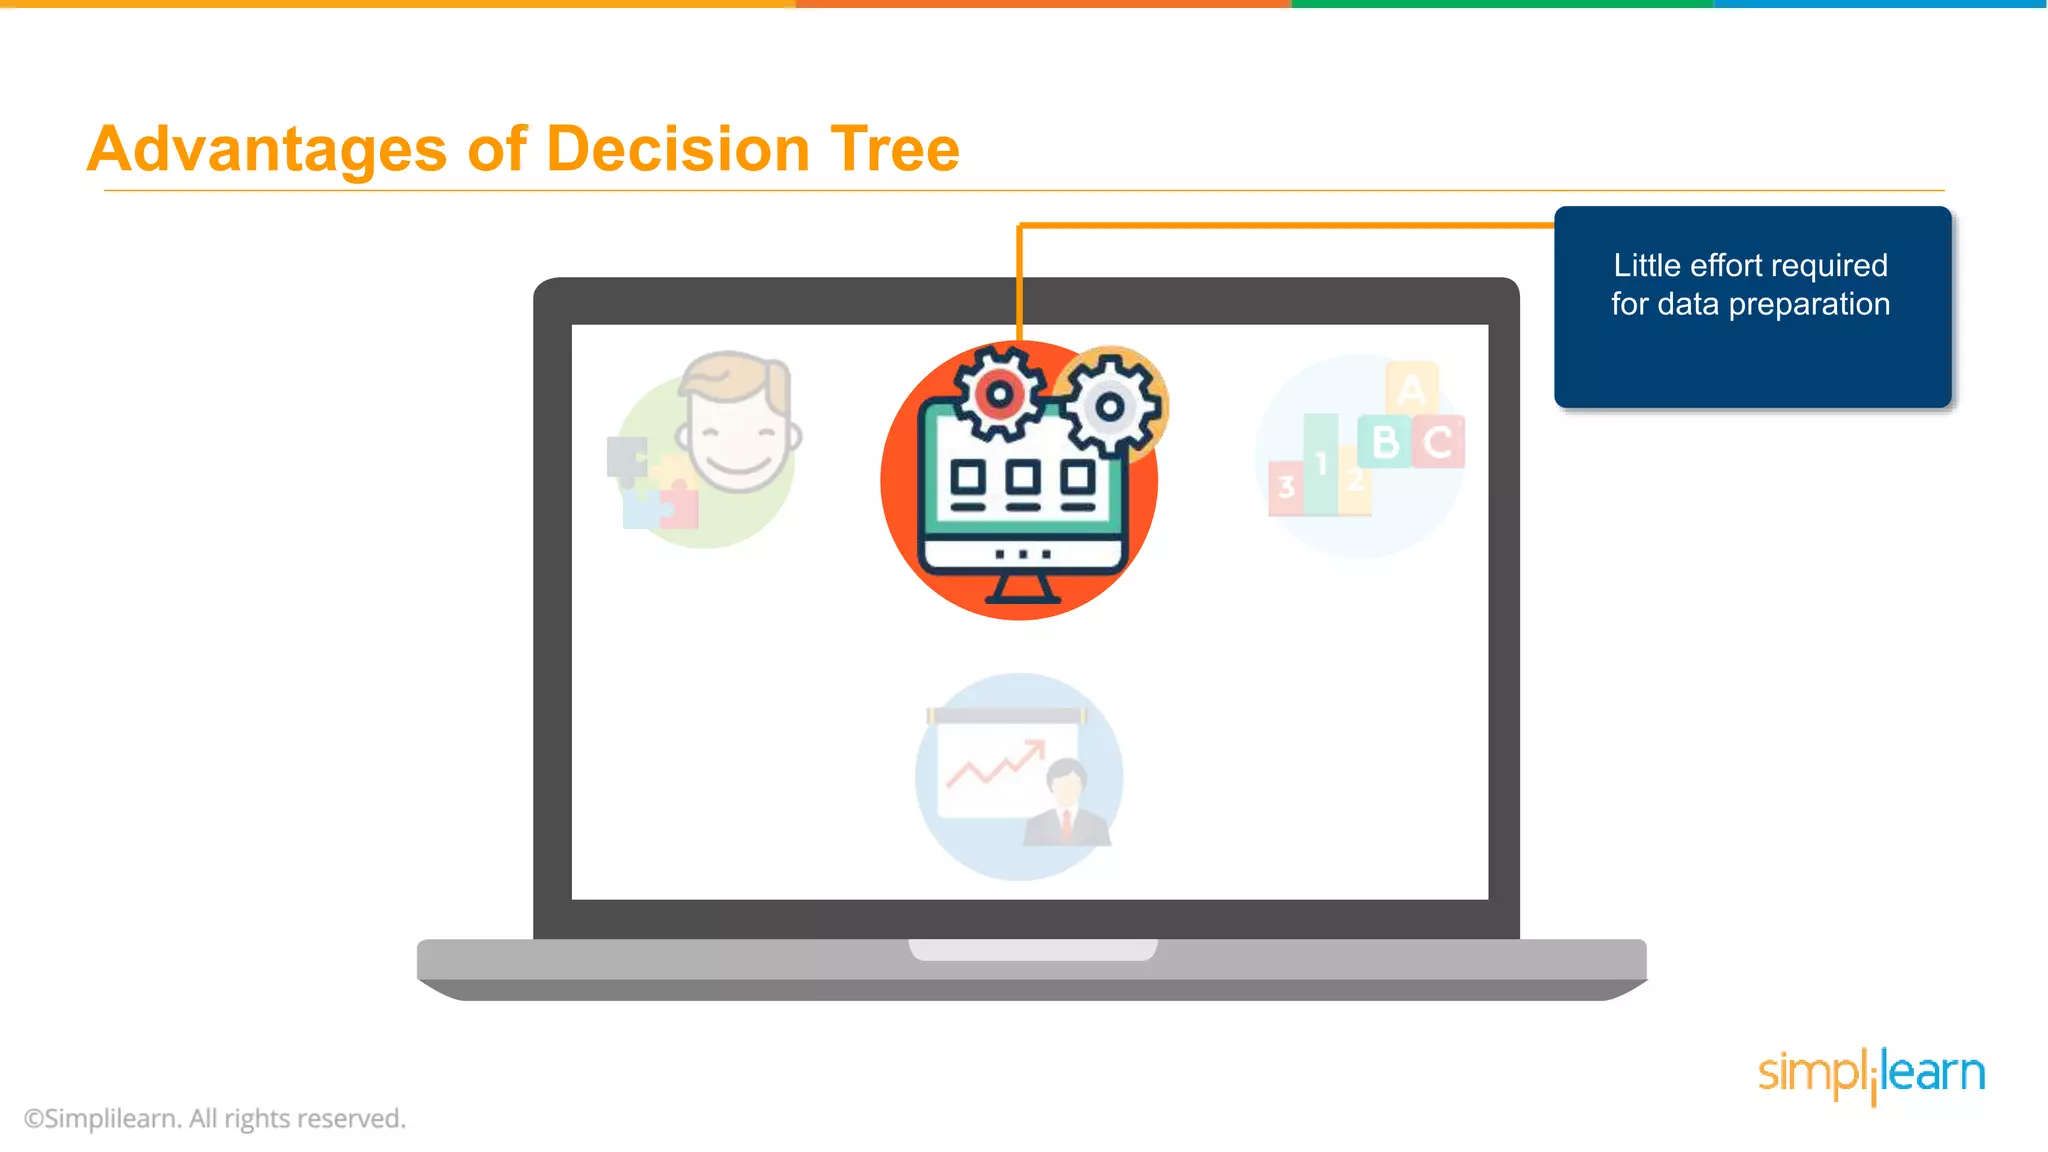 Advantages of Decision Tree
Little effort required
for data preparation
A
B C
3 1 2
simplilearn
©Simplilearn. All rights reserved.